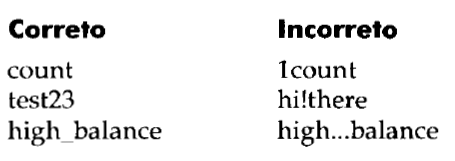 Correto Incorreto
count 1count
test23 hi!there
high_balance high...balance